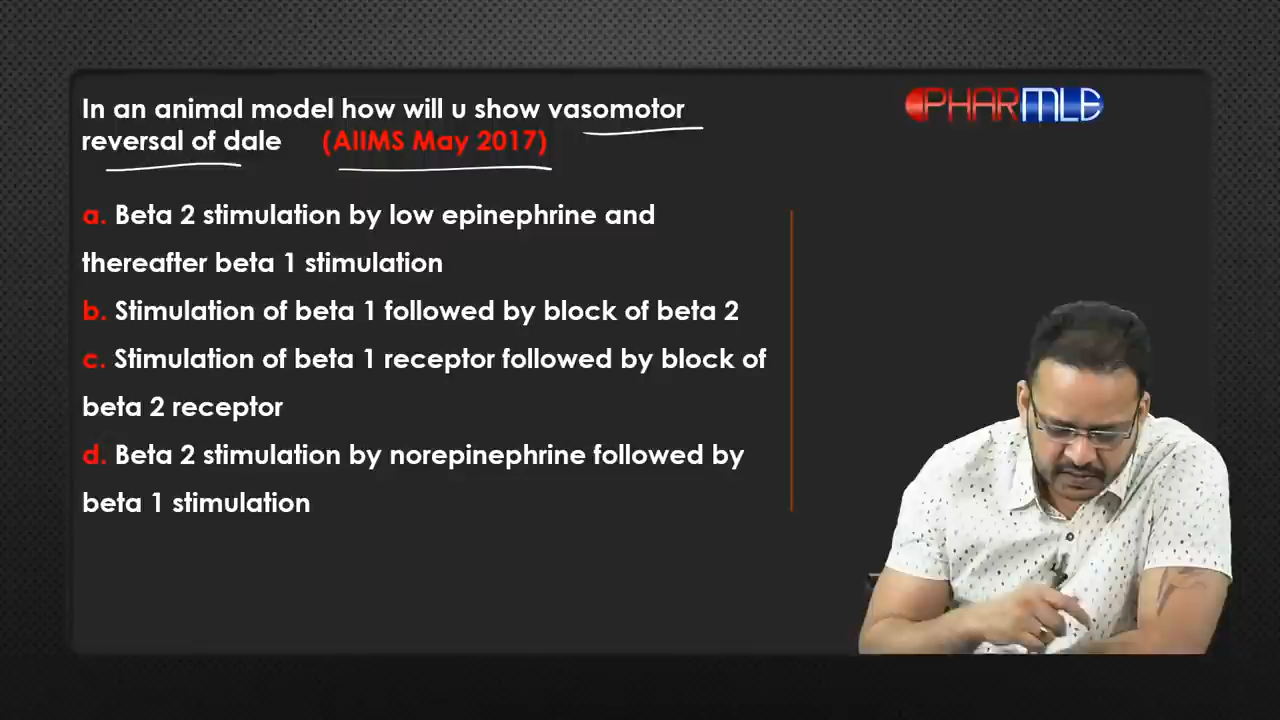 In an animal model how will u show vasomotor
reversal of dale (AIIMS May 2017)
PHARMLE
a. Beta 2 stimulation by low epinephrine and
thereafter beta 1 stimulation
b. Stimulation of beta 1 followed by block of beta 2
c. Stimulation of beta 1 receptor followed by block of
beta 2 receptor
d. Beta 2 stimulation by norepinephrine followed by
beta 1 stimulation